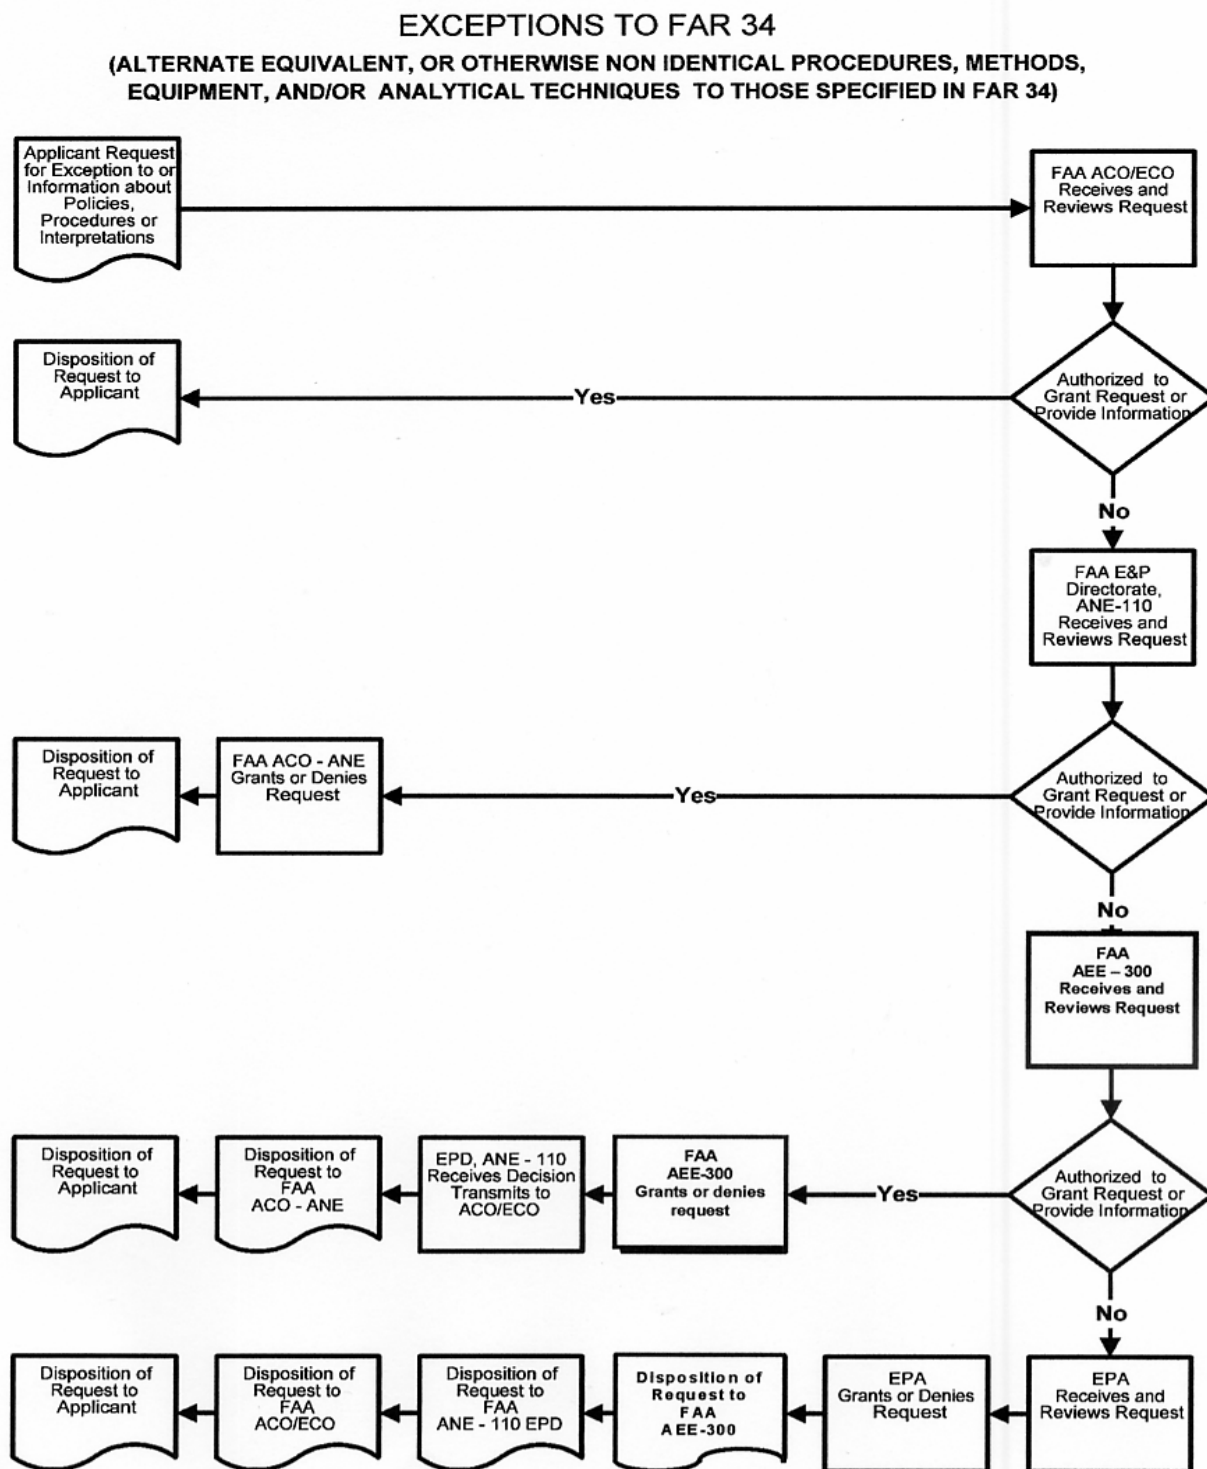 EXCEPTIONS TO FAR 34
(ALTERNATE EQUIVALENT, OR OTHERWISE NON IDENTICAL PROCEDURES, METHODS,
EQUIPMENT, AND/OR ANALYTICAL TECHNIQUES TO THOSE SPECIFIED IN FAR 34)
Applicant Request
for Exception to or
Information about
Policies,
Procedures or
Interpretations
FAA ACO/ECO
Receives and
Reviews Request
Disposition of
Request to
Applicant
Yes
Authorized to
Grant Request or
Provide Information
No
FAA E&P
Directorate,
ANE-110
Receives and
Reviews Request
Disposition of
Request to
Applicant
FAA ACO - ANE
Grants or Denies
Request
Yes
Authorized to
Grant Request or
Provide Information
No
FAA
AEE – 300
Receives and
Reviews Request
Disposition of
Request to
Applicant
Disposition of
Request to
FAA
ACO - ANE
EPD, ANE - 110
Receives Decision
Transmits to
ACO/ECO
FAA
AEE-300
Grants or denies
request
Yes
Authorized to
Grant Request or
Provide Information
No
Disposition of
Request to
Applicant
Disposition of
Request to
FAA
ACO/ECO
Disposition of
Request to
FAA
ANE - 110 EPD
Disposition of
Request to
FAA
AEE-300
EPA
Grants or Denies
Request
EPA
Receives and
Reviews Request